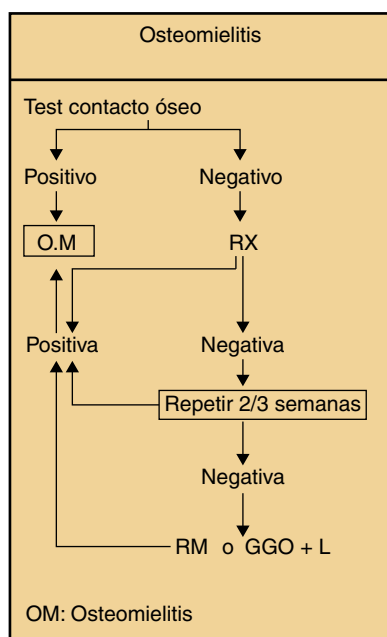 Osteomielitis
Test contacto óseo
Positivo Negativo
O.M RX
Positiva Negativa
Repetir 2/3 semanas
Negativa
RM o GGO + L
OM: Osteomielitis